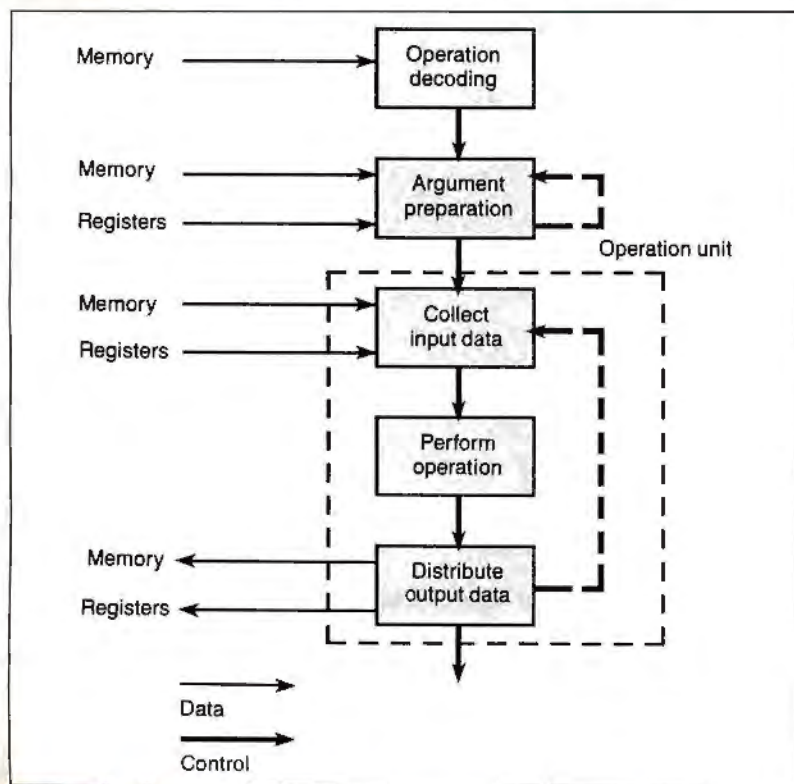 Memory
Operation
decoding
Memory
Registers
Argument
preparation
Operation unit
Memory
Registers
Collect
input data
Perform
operation
Memory
Registers
Distribute
output data
Data
Control